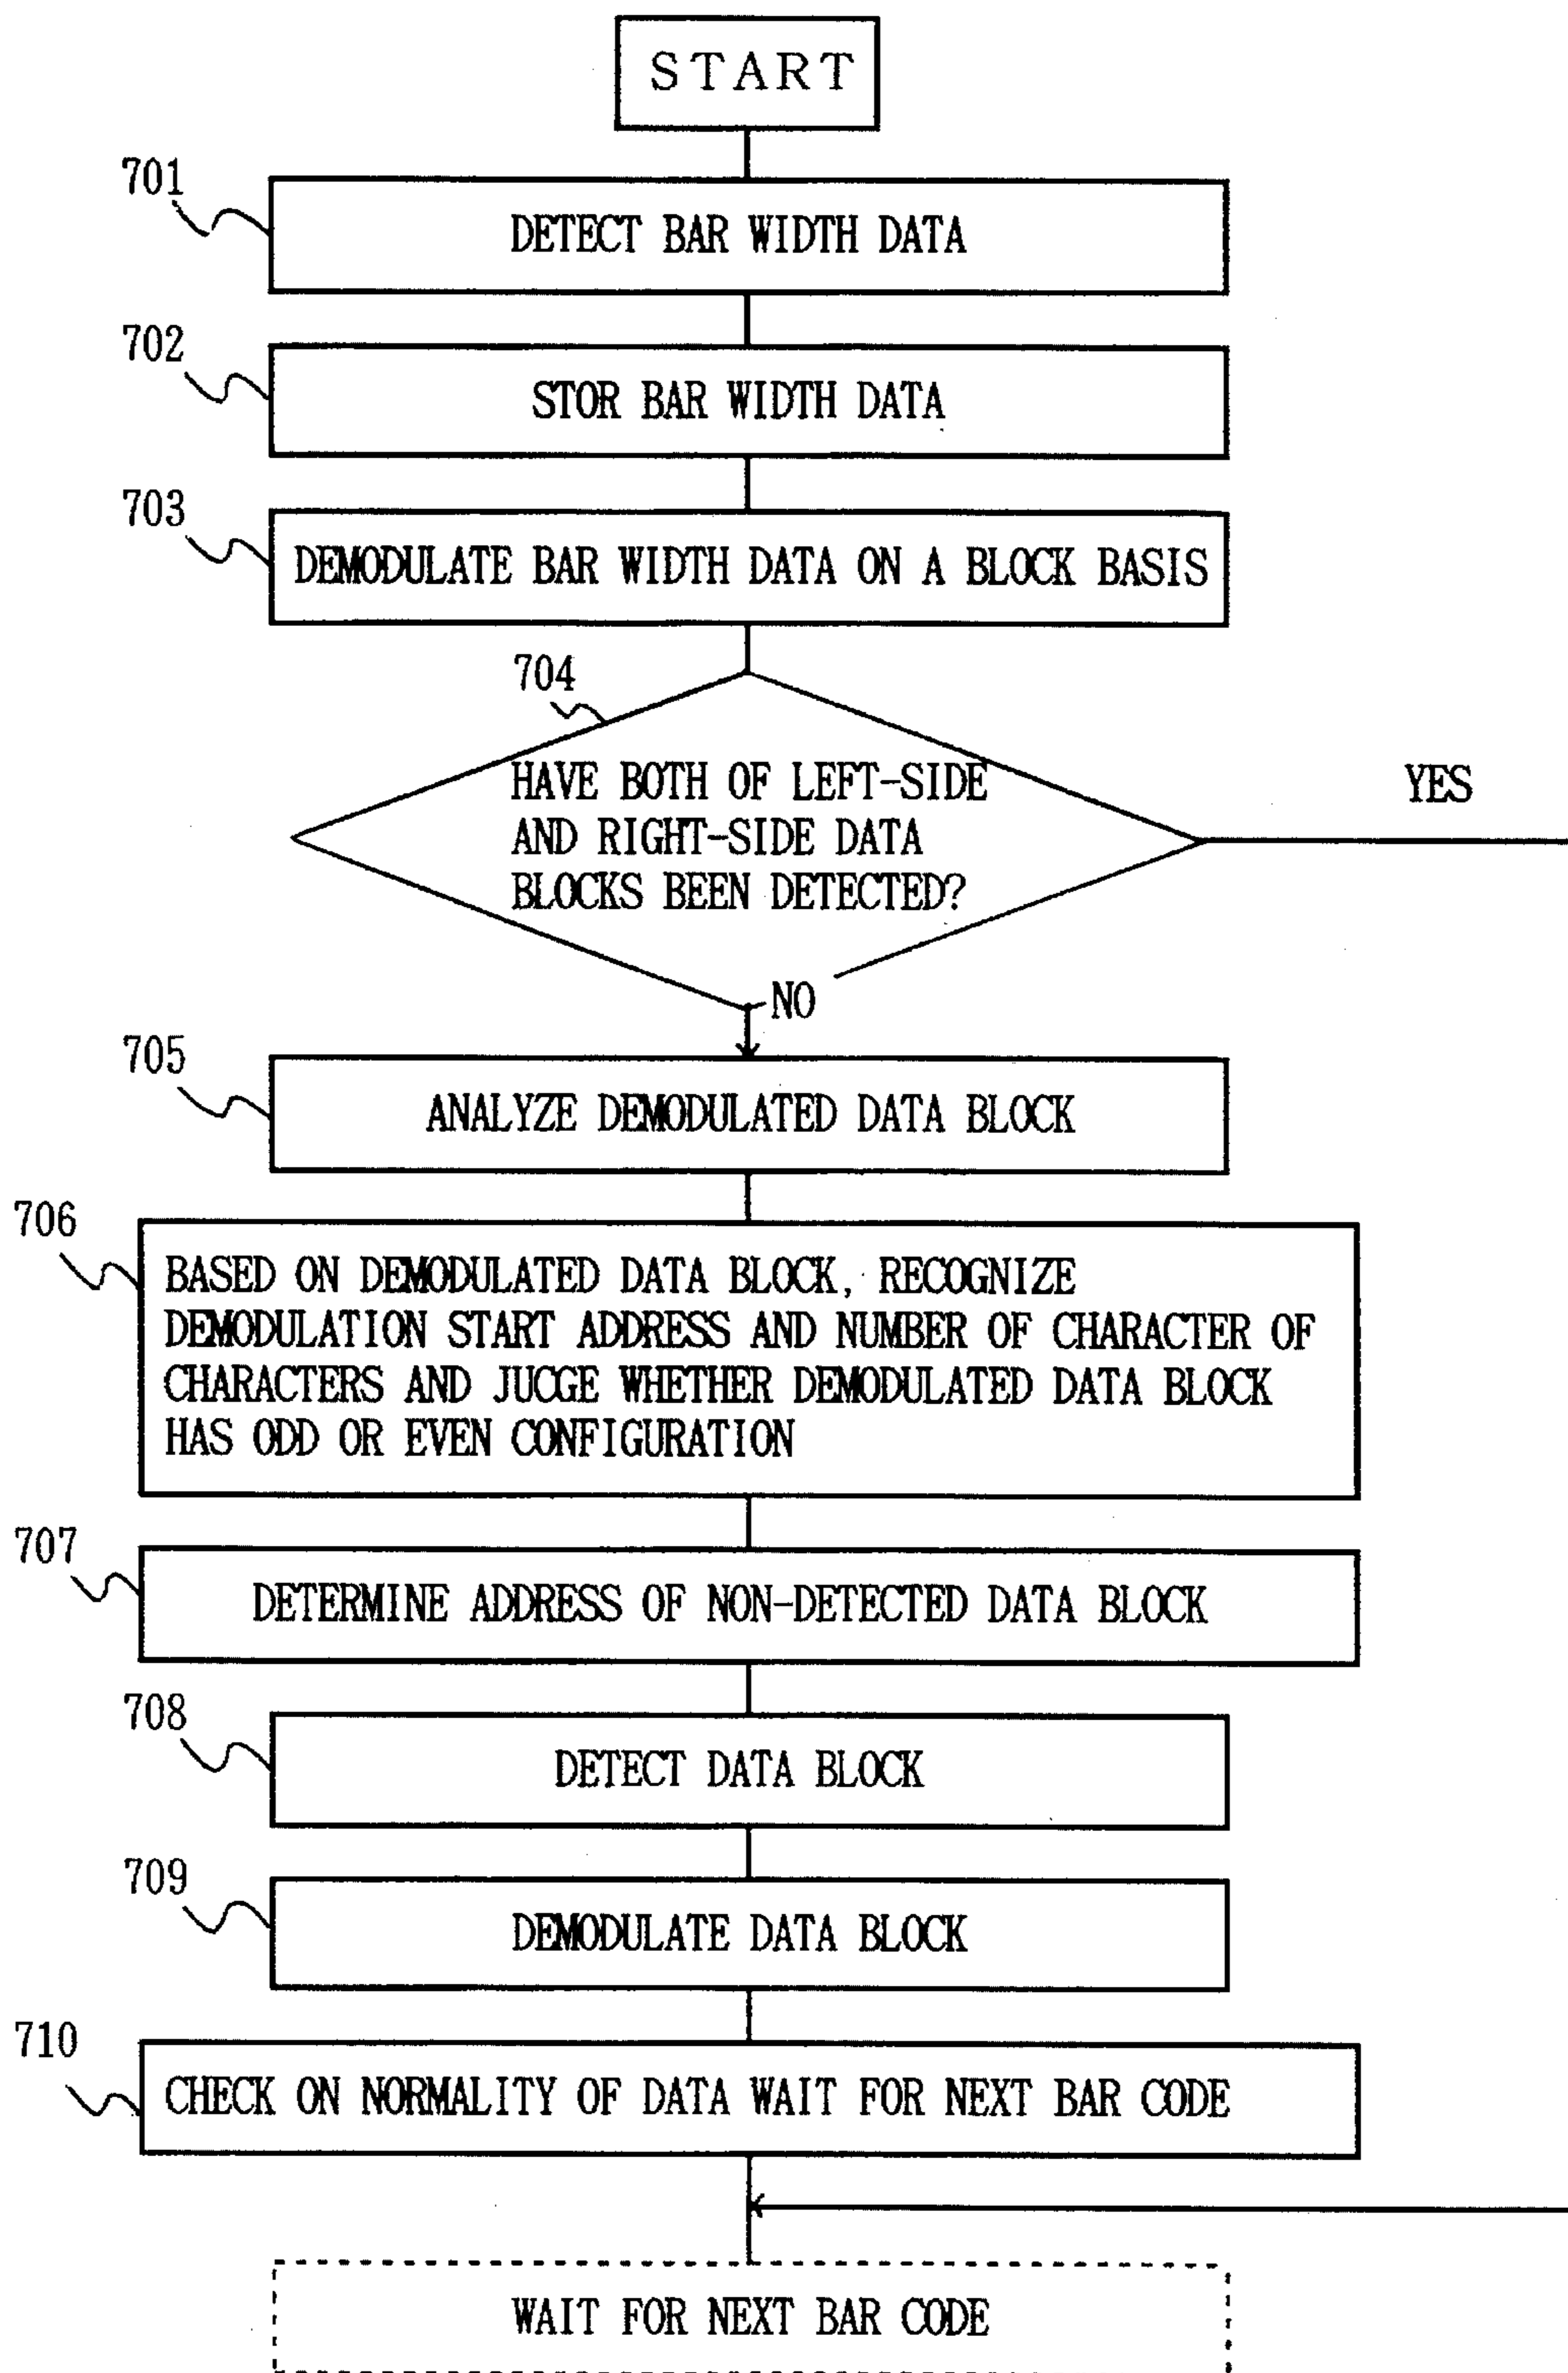 START
701
DETECT BAR WIDTH DATA
702
STOR BAR WIDTH DATA
703
DEMODULATE BAR WIDTH DATA ON A BLOCK BASIS
704
HAVE BOTH OF LEFT-SIDE
AND RIGHT-SIDE DATA
BLOCKS BEEN DETECTED?
YES
NO
705
ANALYZE DEMODULATED DATA BLOCK
706
BASED ON DEMODULATED DATA BLOCK, RECOGNIZE
DEMODULATION START ADDRESS AND NUMBER OF CHARACTER OF
CHARACTERS AND JUCGE WHETHER DEMODULATED DATA BLOCK
HAS ODD OR EVEN CONFIGURATION
707
DETERMINE ADDRESS OF NON-DETECTED DATA BLOCK
708
DETECT DATA BLOCK
709
DEMODULATE DATA BLOCK
710
CHECK ON NORMALITY OF DATA WAIT FOR NEXT BAR CODE
WAIT FOR NEXT BAR CODE